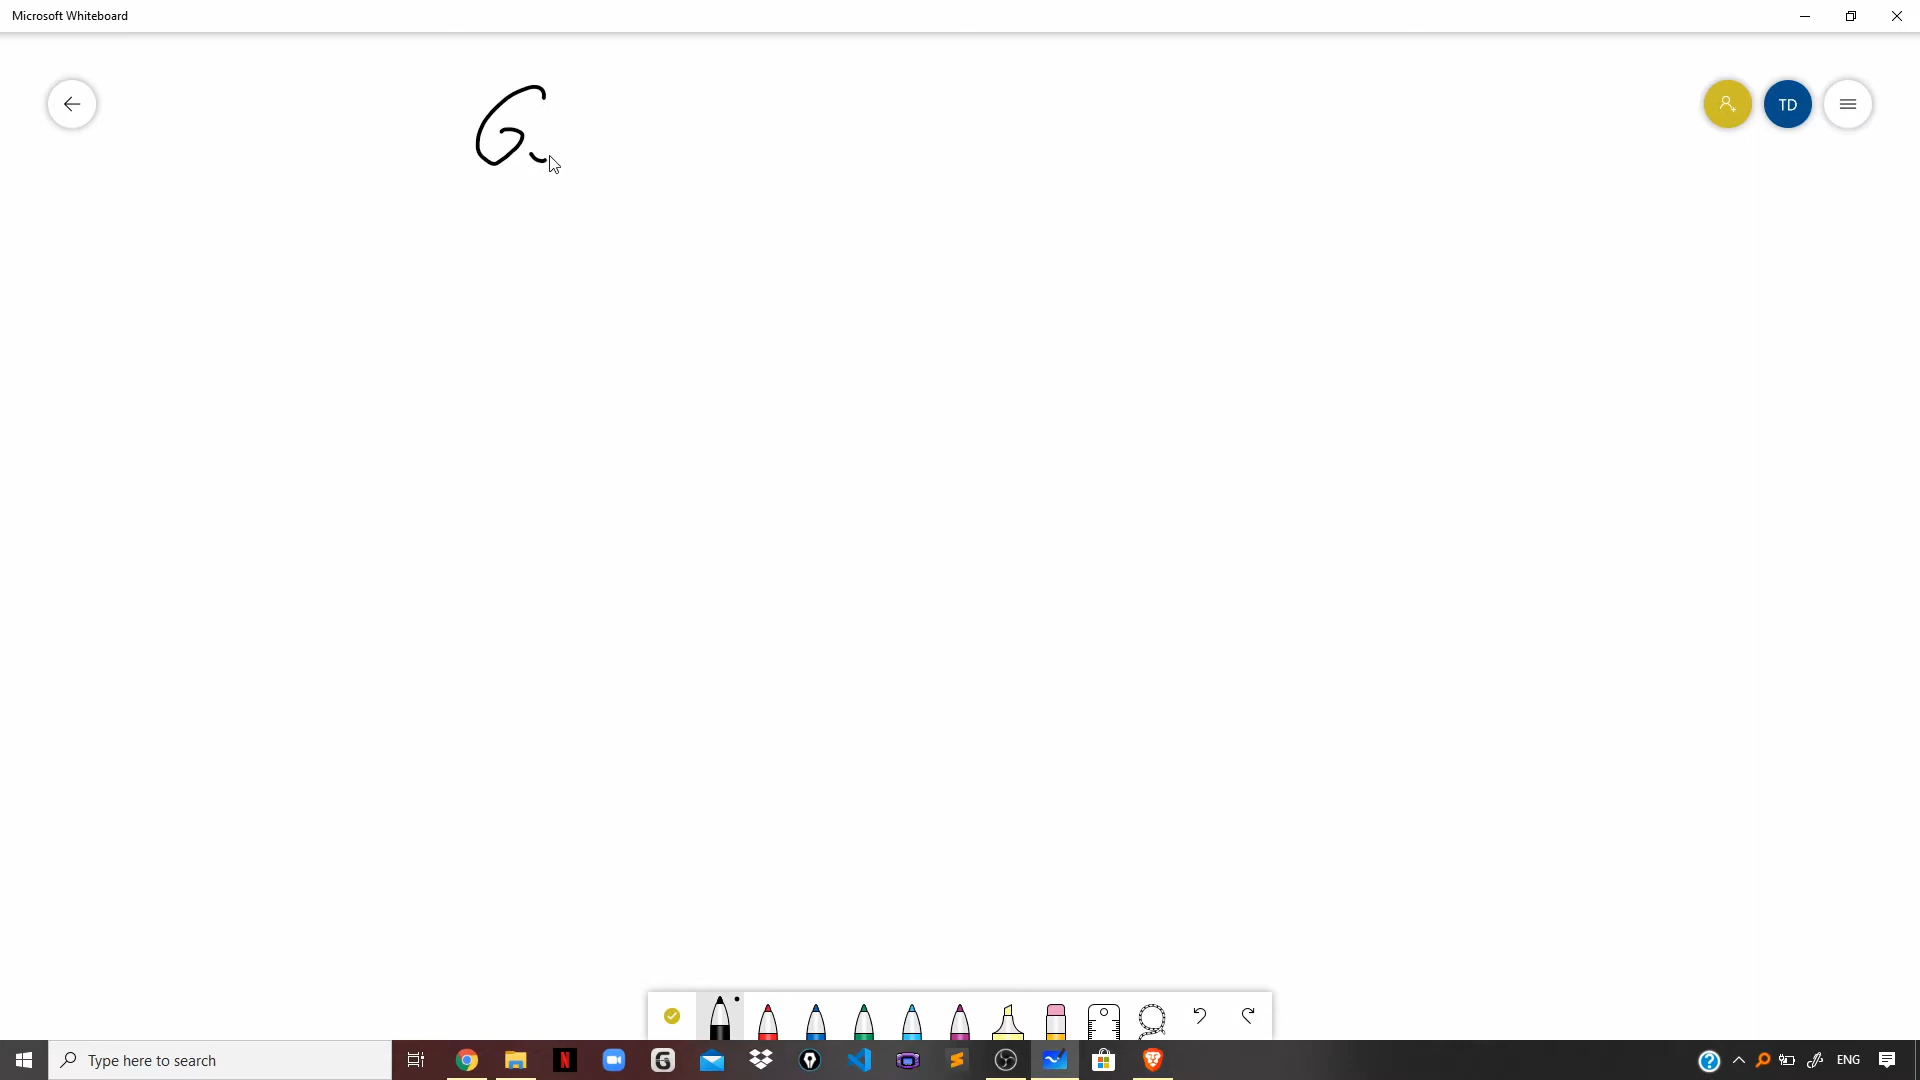 Microsoft Whiteboard
G
TD
Type here to search
ENG